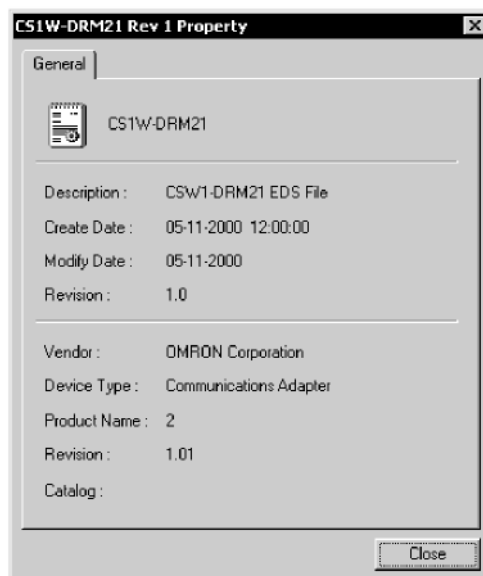 CS1W-DRM21 Rev 1 Property
General
CS1W-DRM21
Description : CSW1-DRM21 EDS File
Create Date : 05-11-2000 12:00:00
Modify Date : 05-11-2000
Revision : 1.0
Vendor : OMRON Corporation
Device Type : Communications Adapter
Product Name : 2
Revision : 1.01
Catalog :
Close